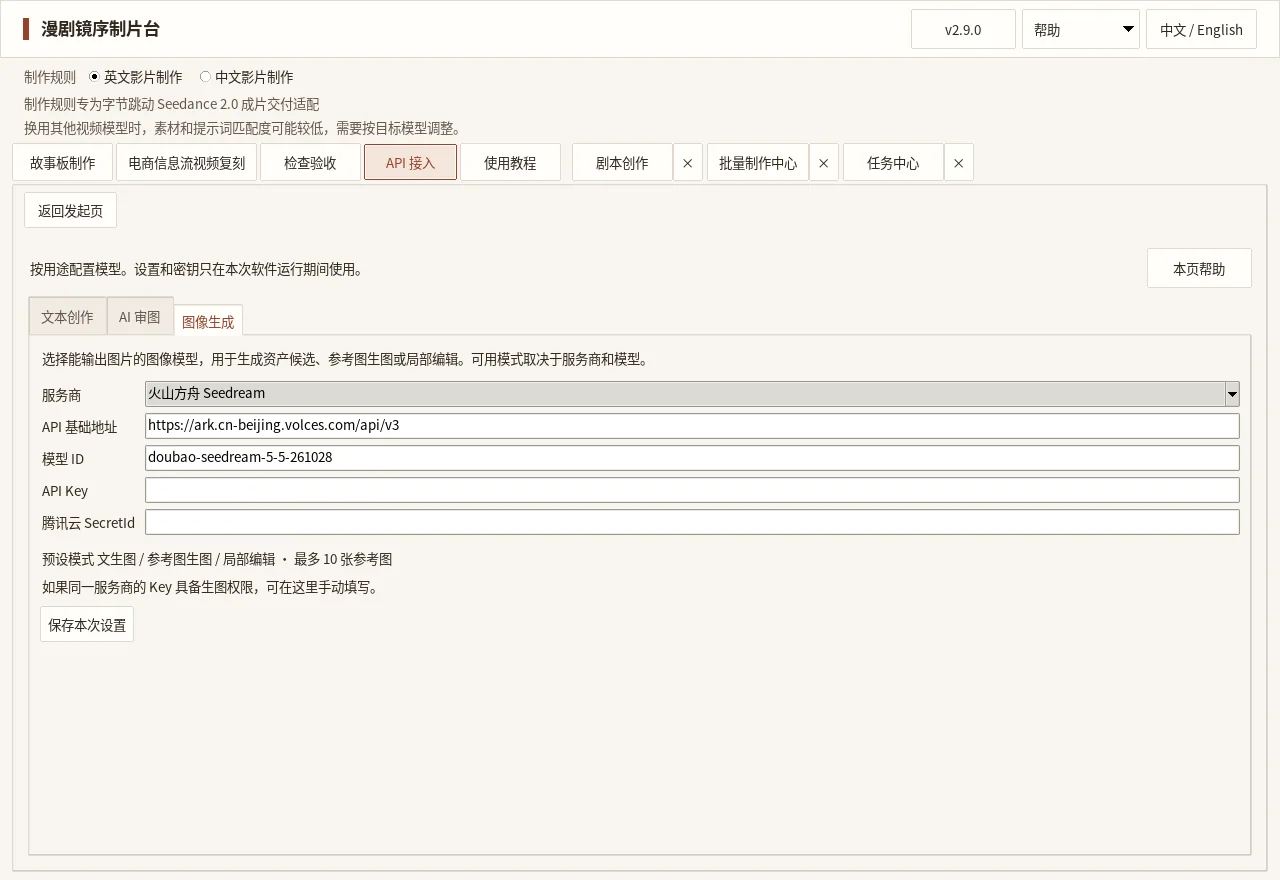 漫剧镜序制片台
v2.9.0
帮助
中文 / English
制作规则 英文影片制作 中文影片制作
制作规则专为字节跳动 Seedance 2.0 成片交付适配
换用其他视频模型时，素材和提示词匹配度可能较低，需要按目标模型调整。
故事板制作 电商信息流视频复刻 检查验收 API 接入 使用教程 剧本创作 × 批量制作中心 × 任务中心 ×
返回发起页
按用途配置模型。设置和密钥只在本次软件运行期间使用。
本页帮助
文本创作 AI 审图 图像生成
选择能输出图片的图像模型，用于生成资产候选、参考图生图或局部编辑。可用模式取决于服务商和模型。
服务商 火山方舟 Seedream
API 基础地址 https://ark.cn-beijing.volces.com/api/v3
模型 ID doubao-seedream-5-5-261028
API Key
腾讯云 SecretId
预设模式 文生图 / 参考图生图 / 局部编辑 · 最多 10 张参考图
如果同一服务商的 Key 具备生图权限，可在这里手动填写。
保存本次设置